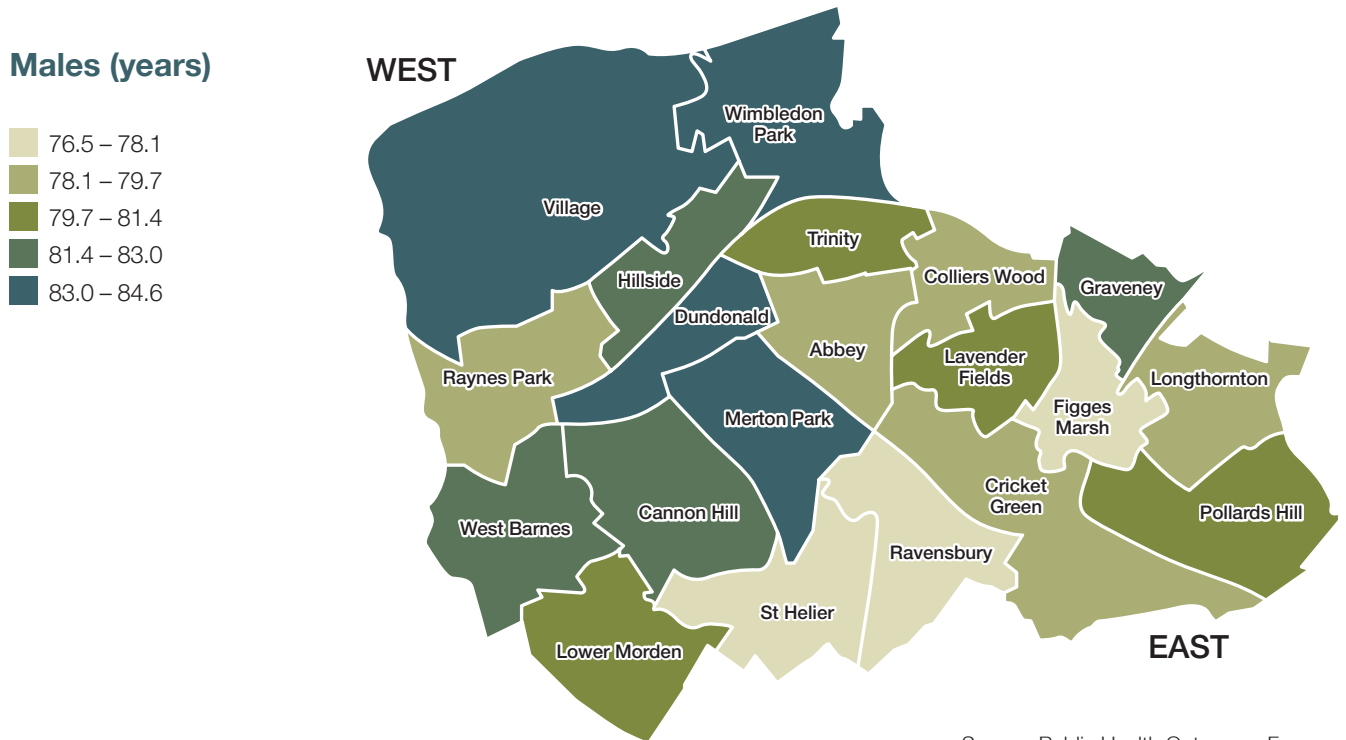 Males (years)
76.5 – 78.1
78.1 – 79.7
79.7 – 81.4
81.4 – 83.0
83.0 – 84.6
WEST
Wimbledon
Park
Village
Trinity
Hillside
Colliers Wood
Graveney
Dundonald
Abbey
Lavender
Fields
Raynes Park
Longthornton
Figges
Marsh
Merton Park
Cricket
Green
Cannon Hill
Pollards Hill
West Barnes
Ravensbury
St Helier
Lower Morden
EAST